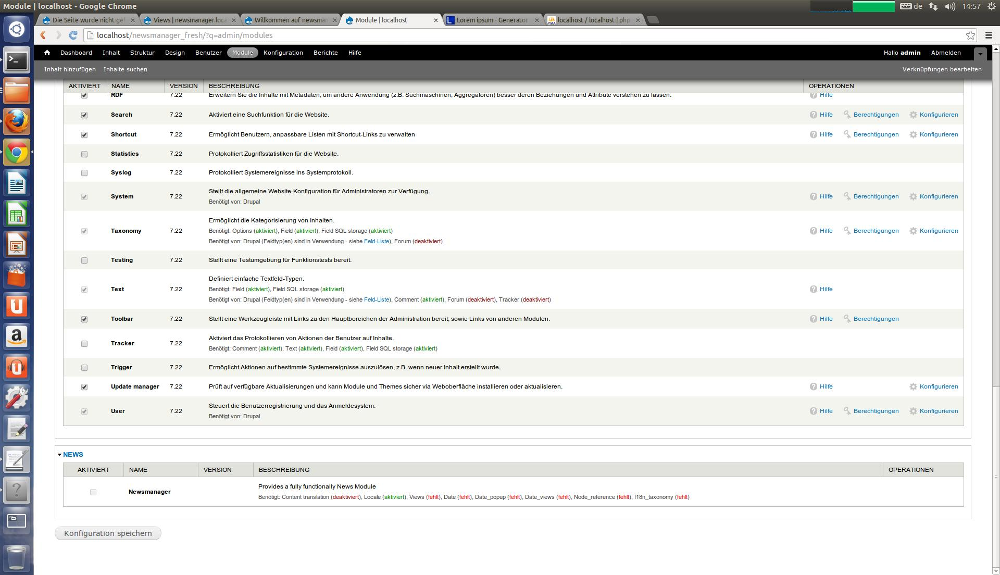 Module | localhost - Google Chrome
de
14:57
Die Seite wurde nicht gef
Views | newsmanager.loca
Willkommen auf newsman
Module | localhost
Lorem ipsum - Generator
localhost / localhost | php
localhost/newsmanager_fresh/?q=admin/modules
Dashboard Inhalt Struktur Design Benutzer Module Konfiguration Berichte Hilfe
Hallo admin Abmelden
Inhalt hinzufügen Inhalte suchen
Verknüpfungen bearbeiten
AKTIVIERT NAME VERSION BESCHREIBUNG OPERATIONEN
RDF 7.22 Erweitern Sie die Inhalte mit Metadaten, um andere Anwendung (z.B. Suchmaschinen, Aggregatoren) besser deren Beziehungen und Attribute verstehen zu lassen. Hilfe
Search 7.22 Aktiviert eine Suchfunktion für die Website. Hilfe Berechtigungen Konfigurieren
Shortcut 7.22 Ermöglicht Benutzern, anpassbare Listen mit Shortcut-Links zu verwalten Hilfe Berechtigungen Konfigurieren
Statistics 7.22 Protokolliert Zugriffsstatistiken für die Website.
Syslog 7.22 Protokolliert Systemereignisse ins Systemprotokoll.
System 7.22 Stellt die allgemeine Website-Konfiguration für Administratoren zur Verfügung. Hilfe Berechtigungen Konfigurieren
Benötigt von: Drupal
Taxonomy 7.22 Ermöglicht die Kategorisierung von Inhalten. Hilfe Berechtigungen Konfigurieren
Benötigt: Options (aktiviert), Field (aktiviert), Field SQL storage (aktiviert)
Benötigt von: Drupal (Feldtyp(en) sind in Verwendung - siehe Feld-Liste), Forum (deaktiviert)
Testing 7.22 Stellt eine Testumgebung für Funktionstests bereit.
Text 7.22 Definiert einfache Textfeld-Typen. Hilfe
Benötigt: Field (aktiviert), Field SQL storage (aktiviert)
Benötigt von: Drupal (Feldtyp(en) sind in Verwendung - siehe Feld-Liste), Comment (aktiviert), Forum (deaktiviert), Tracker (deaktiviert)
Toolbar 7.22 Stellt eine Werkzeugleiste mit Links zu den Hauptbereichen der Administration bereit, sowie Links von anderen Modulen. Hilfe Berechtigungen
Tracker 7.22 Aktiviert das Protokollieren von Aktionen der Benutzer auf Inhalte.
Benötigt: Comment (aktiviert), Text (aktiviert), Field (aktiviert), Field SQL storage (aktiviert)
Trigger 7.22 Ermöglicht Aktionen auf bestimmte Systemereignisse auszulösen, z.B. wenn neuer Inhalt erstellt wurde.
Update manager 7.22 Prüft auf verfügbare Aktualisierungen und kann Module und Themes sicher via Weboberfläche installieren oder aktualisieren. Hilfe Konfigurieren
User 7.22 Steuert die Benutzerregistrierung und das Anmeldesystem. Hilfe Berechtigungen Konfigurieren
Benötigt von: Drupal
NEWS
AKTIVIERT NAME VERSION BESCHREIBUNG OPERATIONEN
Newsmanager Provides a fully functionally News Module
Benötigt: Content translation (deaktiviert), Locale (aktiviert), Views (fehlt), Date (fehlt), Date_popup (fehlt), Date_views (fehlt), Node_reference (fehlt), I18n_taxonomy (fehlt)
Konfiguration speichern